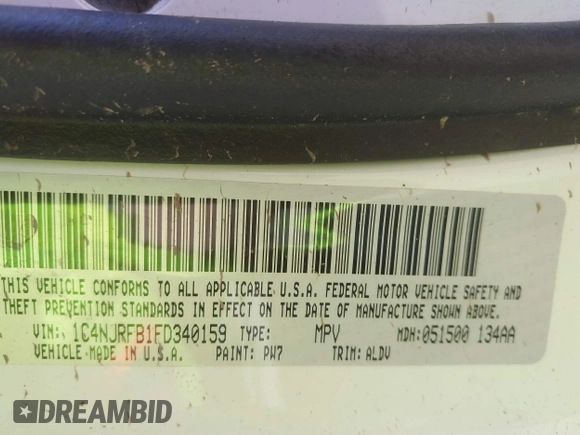 THIS VEHICLE CONFORMS TO ALL APPLICABLE U.S.A. FEDERAL MOTOR VEHICLE SAFETY AND
THEFT PREVENTION STANDARDS IN EFFECT ON THE DATE OF MANUFACTURE SHOWN ABOVE.
VIN: 1C4NJRFB1FD340159 TYPE: MPV MDH:051500 134AA
VEHICLE MADE IN U.S.A. PAINT: PW7 TRIM: ALDV
DREAMBID